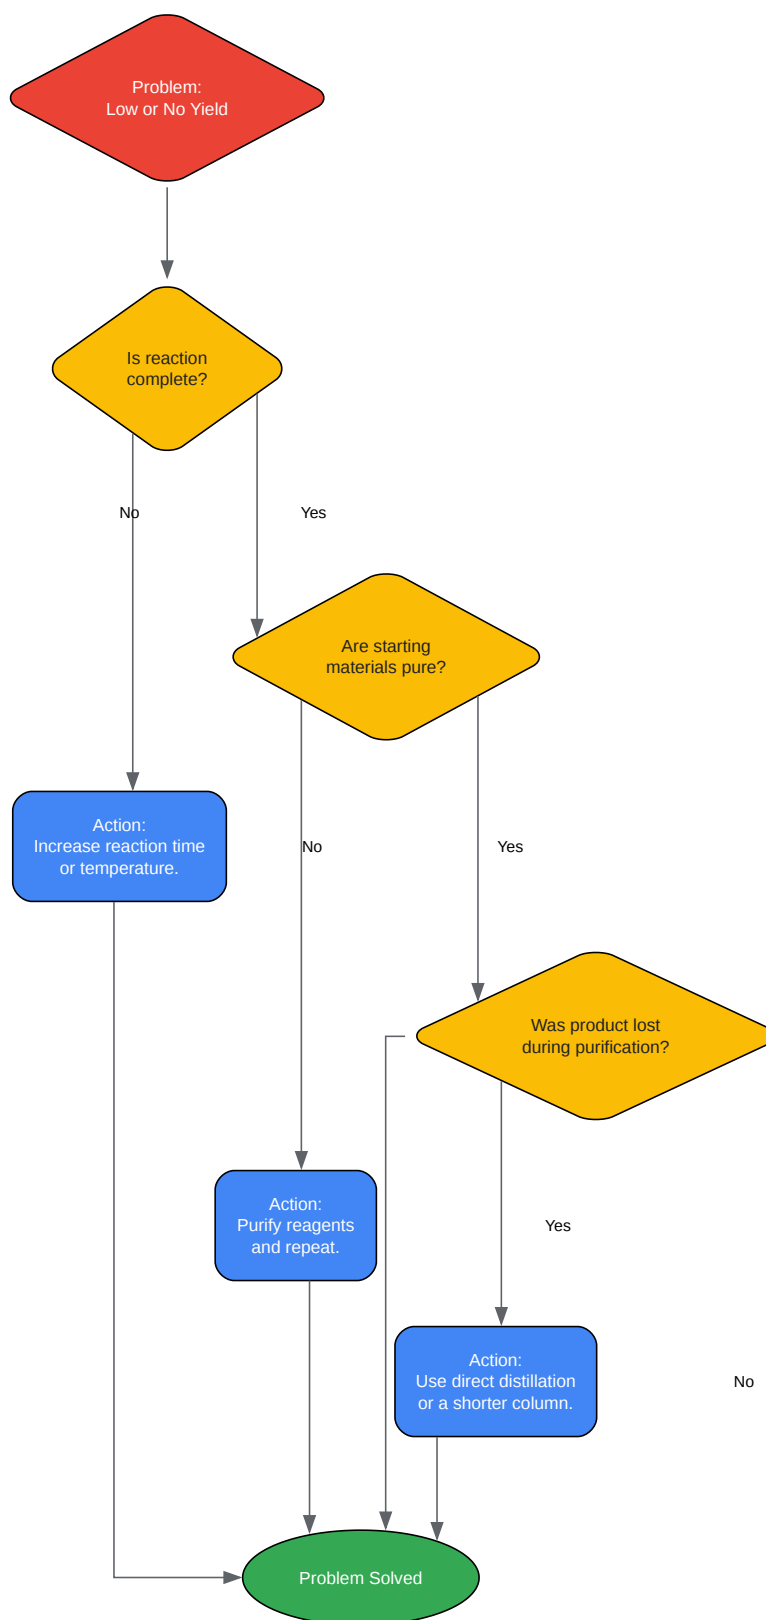 Problem:
Low or No Yield
Is reaction
complete?
No
Yes
Are starting
materials pure?
Action:
Increase reaction time
or temperature.
No
Yes
Was product lost
during purification?
Action:
Purify reagents
and repeat.
Yes
Action:
Use direct distillation
or a shorter column.
No
Problem Solved